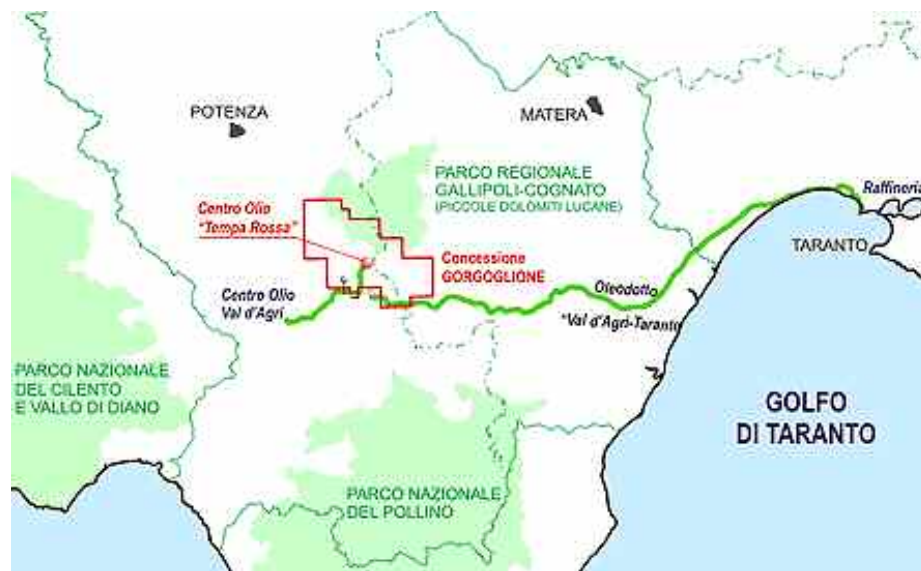 POTENZA
MATERA
PARCO REGIONALE
GALLIPOLI-COGNATO
(PICCOLE DOLOMITI LUCANE)
Raffineria
Centro Olio
"Tempa Rossa"
TARANTO
Concessione
GORGOGLIONE
Centro Olio
Val d'Agri
Oleodotto
"Val d'Agri-Taranto
PARCO NAZIONALE
DEL CILENTO
E VALLO DI DIANO
GOLFO
DI TARANTO
PARCO NAZIONALE
DEL POLLINO